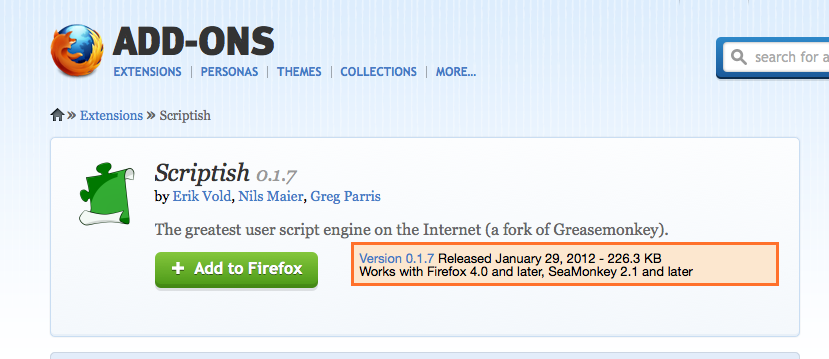 ADD-ONS
EXTENSIONS | PERSONAS | THEMES | COLLECTIONS | MORE...
search for a
» Extensions » Scriptish
Scriptish 0.1.7
by Erik Vold, Nils Maier, Greg Parris
The greatest user script engine on the Internet (a fork of Greasemonkey).
+ Add to Firefox
Version 0.1.7 Released January 29, 2012 - 226.3 KB
Works with Firefox 4.0 and later, SeaMonkey 2.1 and later